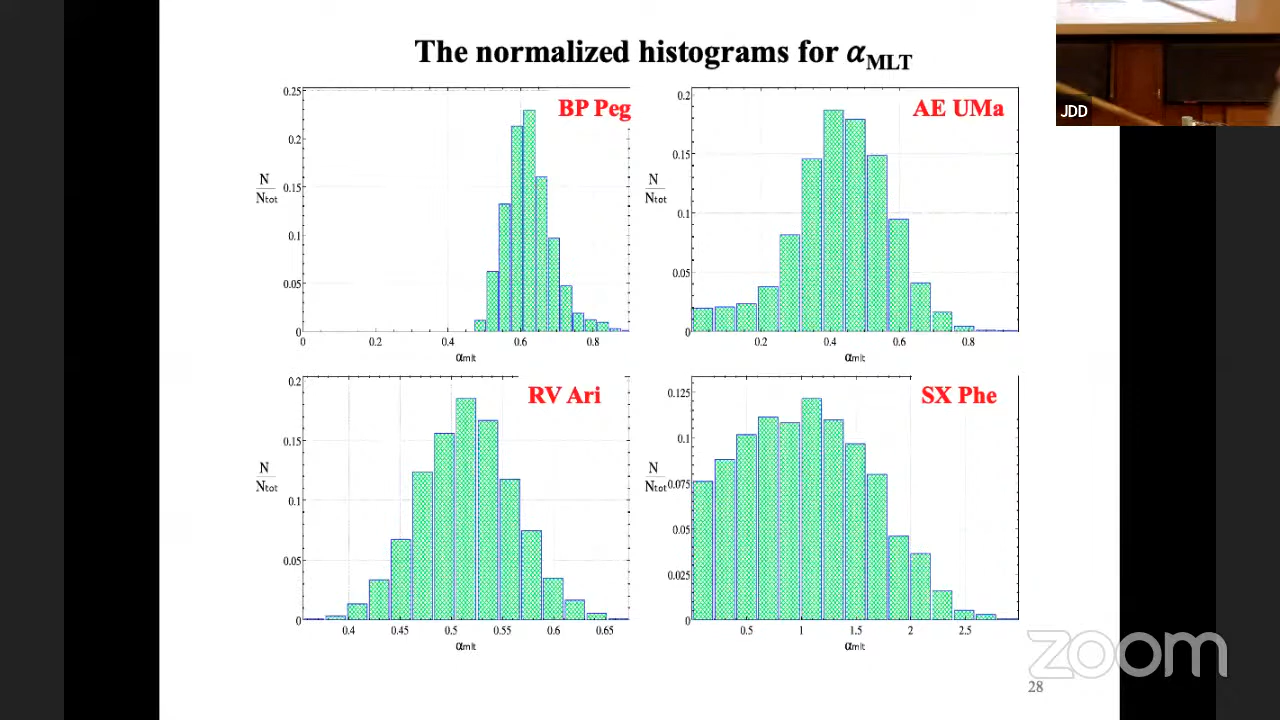 The normalized histograms for αMLT
BP Peg
0.25
0.2
0.15
0.1
0.05
0
N
Ntot
0 0.2 0.4 0.6 0.8
αmlt
AE UMa
0.2
0.15
0.1
0.05
0
N
Ntot
0.2 0.4 0.6 0.8
αmlt
RV Ari
0.2
0.15
0.1
0.05
0
N
Ntot
0.4 0.45 0.5 0.55 0.6 0.65
αmlt
SX Phe
0.125
0.1
0.075
0.05
0.025
0
N
Ntot
0.5 1 1.5 2 2.5
αmlt
JDD
zoom
28